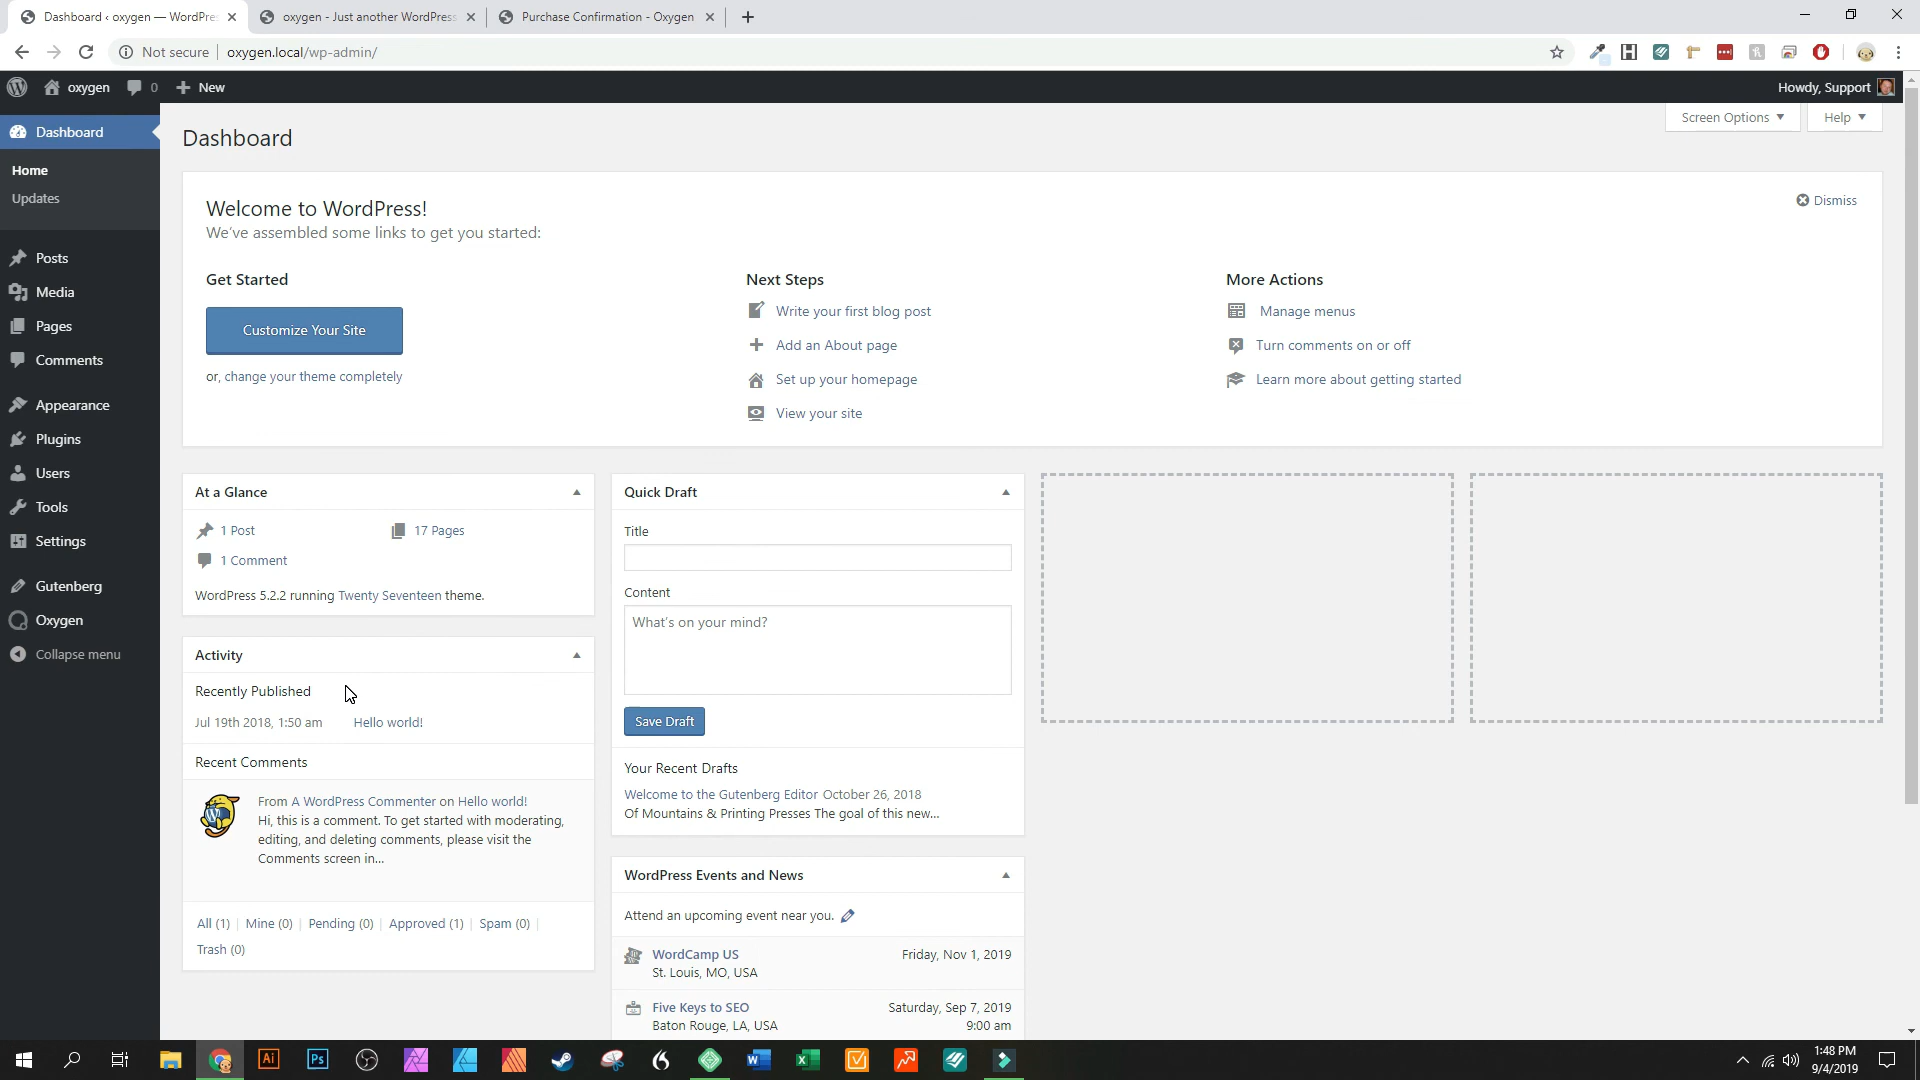 Dashboard ‹ oxygen — WordPre
oxygen - Just another WordPress
Purchase Confirmation - Oxygen
Not secure
oxygen.local/wp-admin/
oxygen
0
New
Howdy, Support
Dashboard
Home
Updates
Posts
Media
Pages
Comments
Appearance
Plugins
Users
Tools
Settings
Gutenberg
Oxygen
Collapse menu
Dashboard
Screen Options
Help
Welcome to WordPress!
We've assembled some links to get you started:
Dismiss
Get Started
Customize Your Site
or, change your theme completely
Next Steps
Write your first blog post
Add an About page
Set up your homepage
View your site
More Actions
Manage menus
Turn comments on or off
Learn more about getting started
At a Glance
1 Post
17 Pages
1 Comment
WordPress 5.2.2 running Twenty Seventeen theme.
Activity
Recently Published
Jul 19th 2018, 1:50 am
Hello world!
Recent Comments
From A WordPress Commenter on Hello world!
Hi, this is a comment. To get started with moderating,
editing, and deleting comments, please visit the
Comments screen in...
All (1) | Mine (0) | Pending (0) | Approved (1) | Spam (0) |
Trash (0)
Quick Draft
Title
Content
What's on your mind?
Save Draft
Your Recent Drafts
Welcome to the Gutenberg Editor October 26, 2018
Of Mountains & Printing Presses The goal of this new...
WordPress Events and News
Attend an upcoming event near you.
WordCamp US
Friday, Nov 1, 2019
St. Louis, MO, USA
Five Keys to SEO
Saturday, Sep 7, 2019
Baton Rouge, LA, USA
9:00 am
Ai
Ps
1:48 PM
9/4/2019